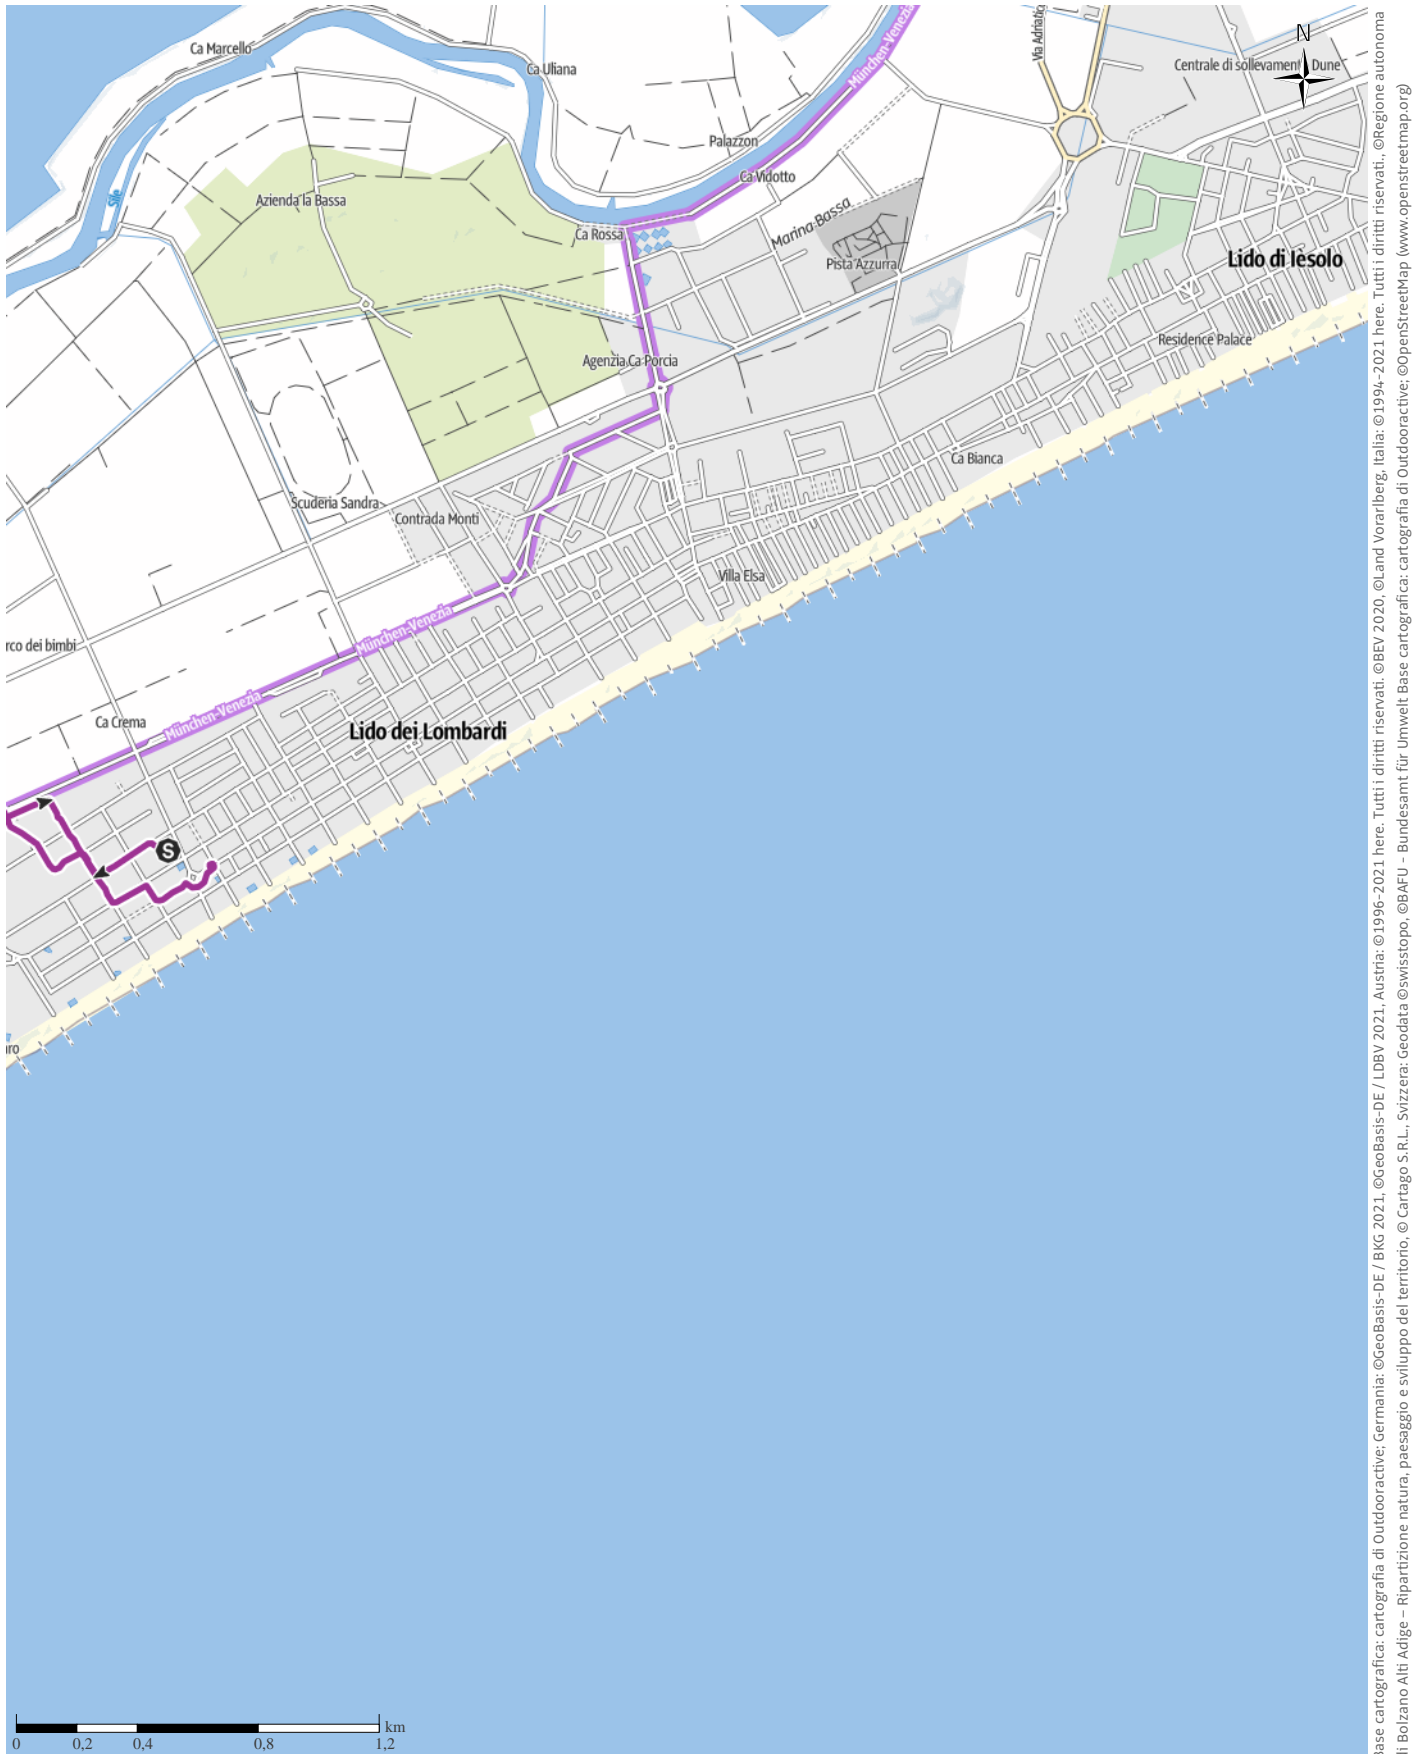 N
Ca Marcello
Ca Uliana
München-Venezia
Via Adriatic
Centrale di sollevament Dune
Palazzon
Ca Vidotto
Sile
Azienda la Bassa
Ca Rossa
Marina Bassa
Pista Azzurra
Lido di Iesolo
Residence Palace
Agenzia Ca Porcia
Ca Bianca
Scuderia Sandra
Contrada Monti
Villa Elsa
München-Venezia
rco dei bimbi
München-Venezia
Ca Crema
Lido dei Lombardi
S
aro
km
0 0,2 0,4 0,8 1,2
Base cartografica: cartografia di Outdooractive; Germania: ©GeoBasis-DE / BKG 2021, ©GeoBasis-DE / LDBV 2021, Austria: ©1996-2021 here. Tutti i diritti riservati. ©BEV 2020, ©Land Vorarlberg, Italia: ©1994-2021 here. Tutti i diritti riservati., ©Regione autonoma
di Bolzano Alti Adige – Ripartizione natura, paesaggio e sviluppo del territorio, © Cartago S.R.L., Svizzera: Geodata ©swisstopo, ©BAFU - Bundesamt für Umwelt Base cartografica: cartografia di Outdooractive; ©OpenStreetMap (www.openstreetmap.org)